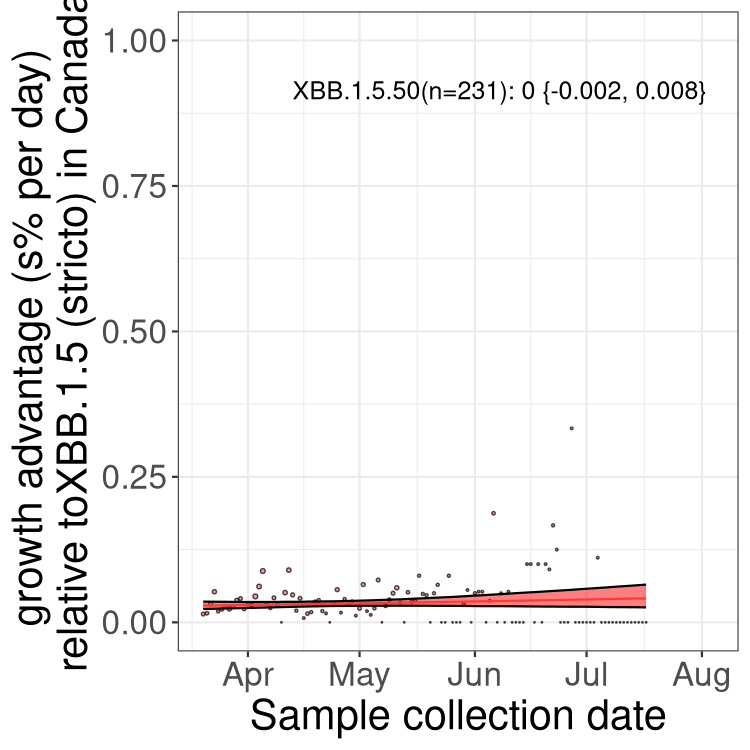 growth advantage (s% per day)
relative toXBB.1.5 (stricto) in Canada
1.00
0.75
0.50
0.25
0.00
XBB.1.5.50(n=231): 0 {-0.002, 0.008}
Apr May Jun Jul Aug
Sample collection date